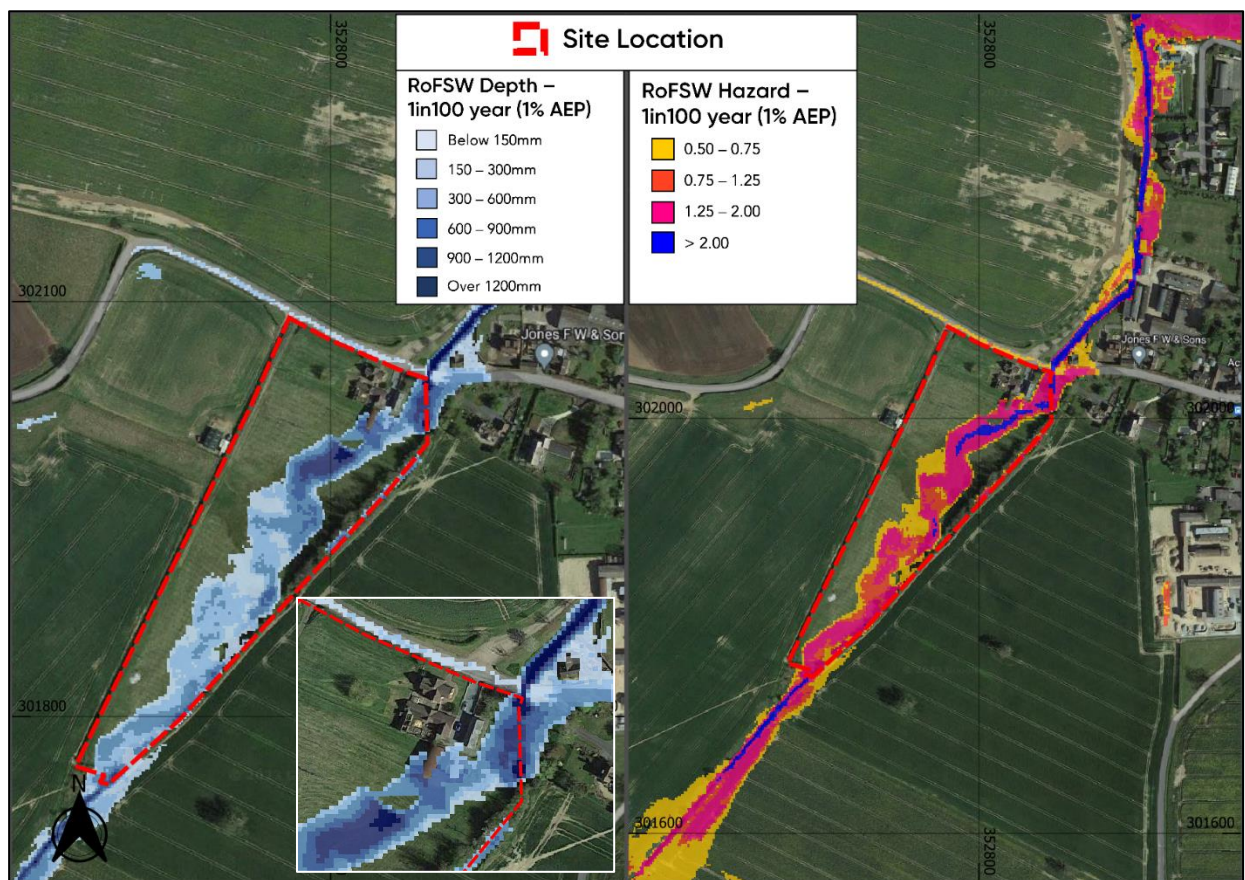 Site Location
RoFSW Depth –
1in100 year (1% AEP)
Below 150mm
150 – 300mm
300 – 600mm
600 – 900mm
900 – 1200mm
Over 1200mm
RoFSW Hazard –
1in100 year (1% AEP)
0.50 – 0.75
0.75 – 1.25
1.25 – 2.00
> 2.00
352800
302100
Jones F W & Son
301800
N
352800
Jones F W & Sons
Ac
302000
302000
301600
301600
352800